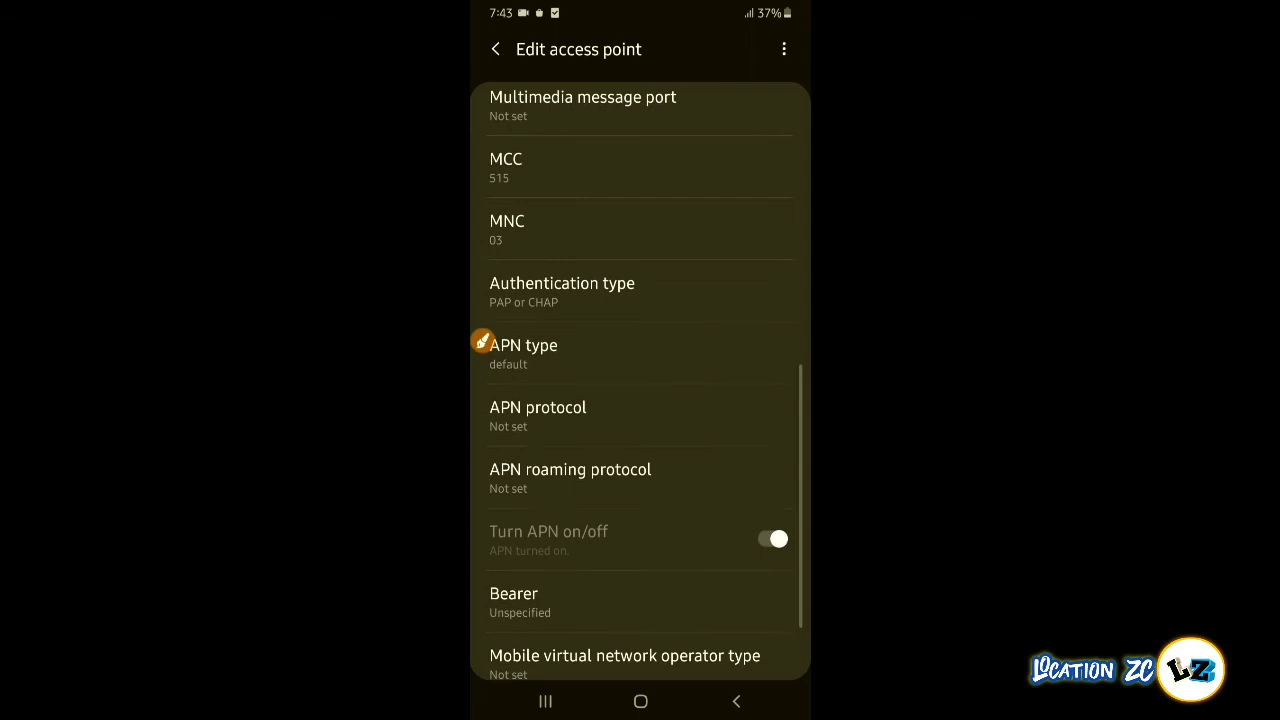 7:43 37%
Edit access point
Multimedia message port
Not set
MCC
515
MNC
03
Authentication type
PAP or CHAP
APN type
default
APN protocol
Not set
APN roaming protocol
Not set
Turn APN on/off
APN turned on.
Bearer
Unspecified
Mobile virtual network operator type
Not set
LOCATION ZC LZ